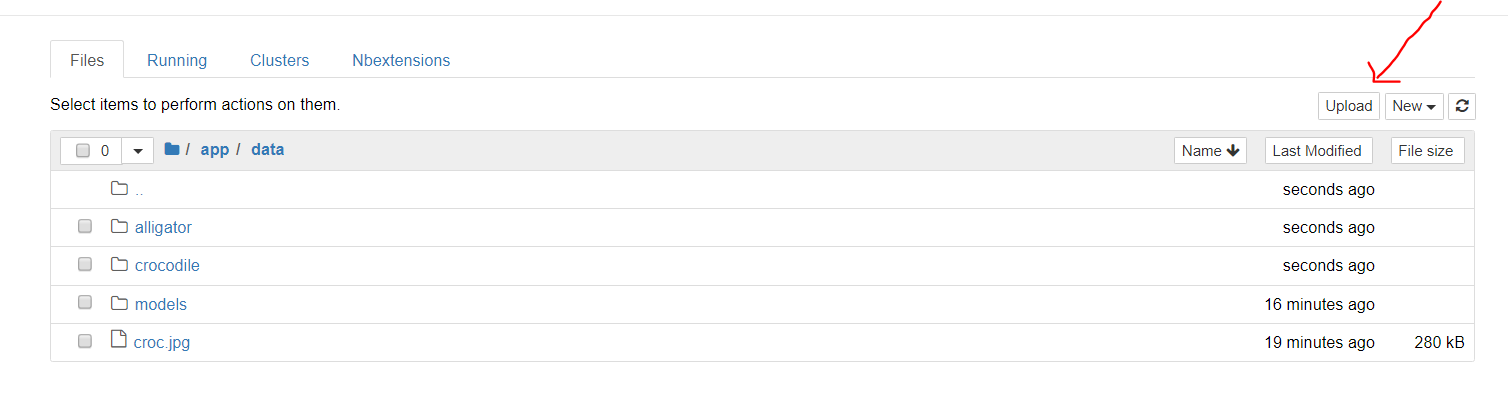 Files Running Clusters Nbextensions
Select items to perform actions on them. Upload New
0 / app / data Name Last Modified File size
.. seconds ago
alligator seconds ago
crocodile seconds ago
models 16 minutes ago
croc.jpg 19 minutes ago 280 kB